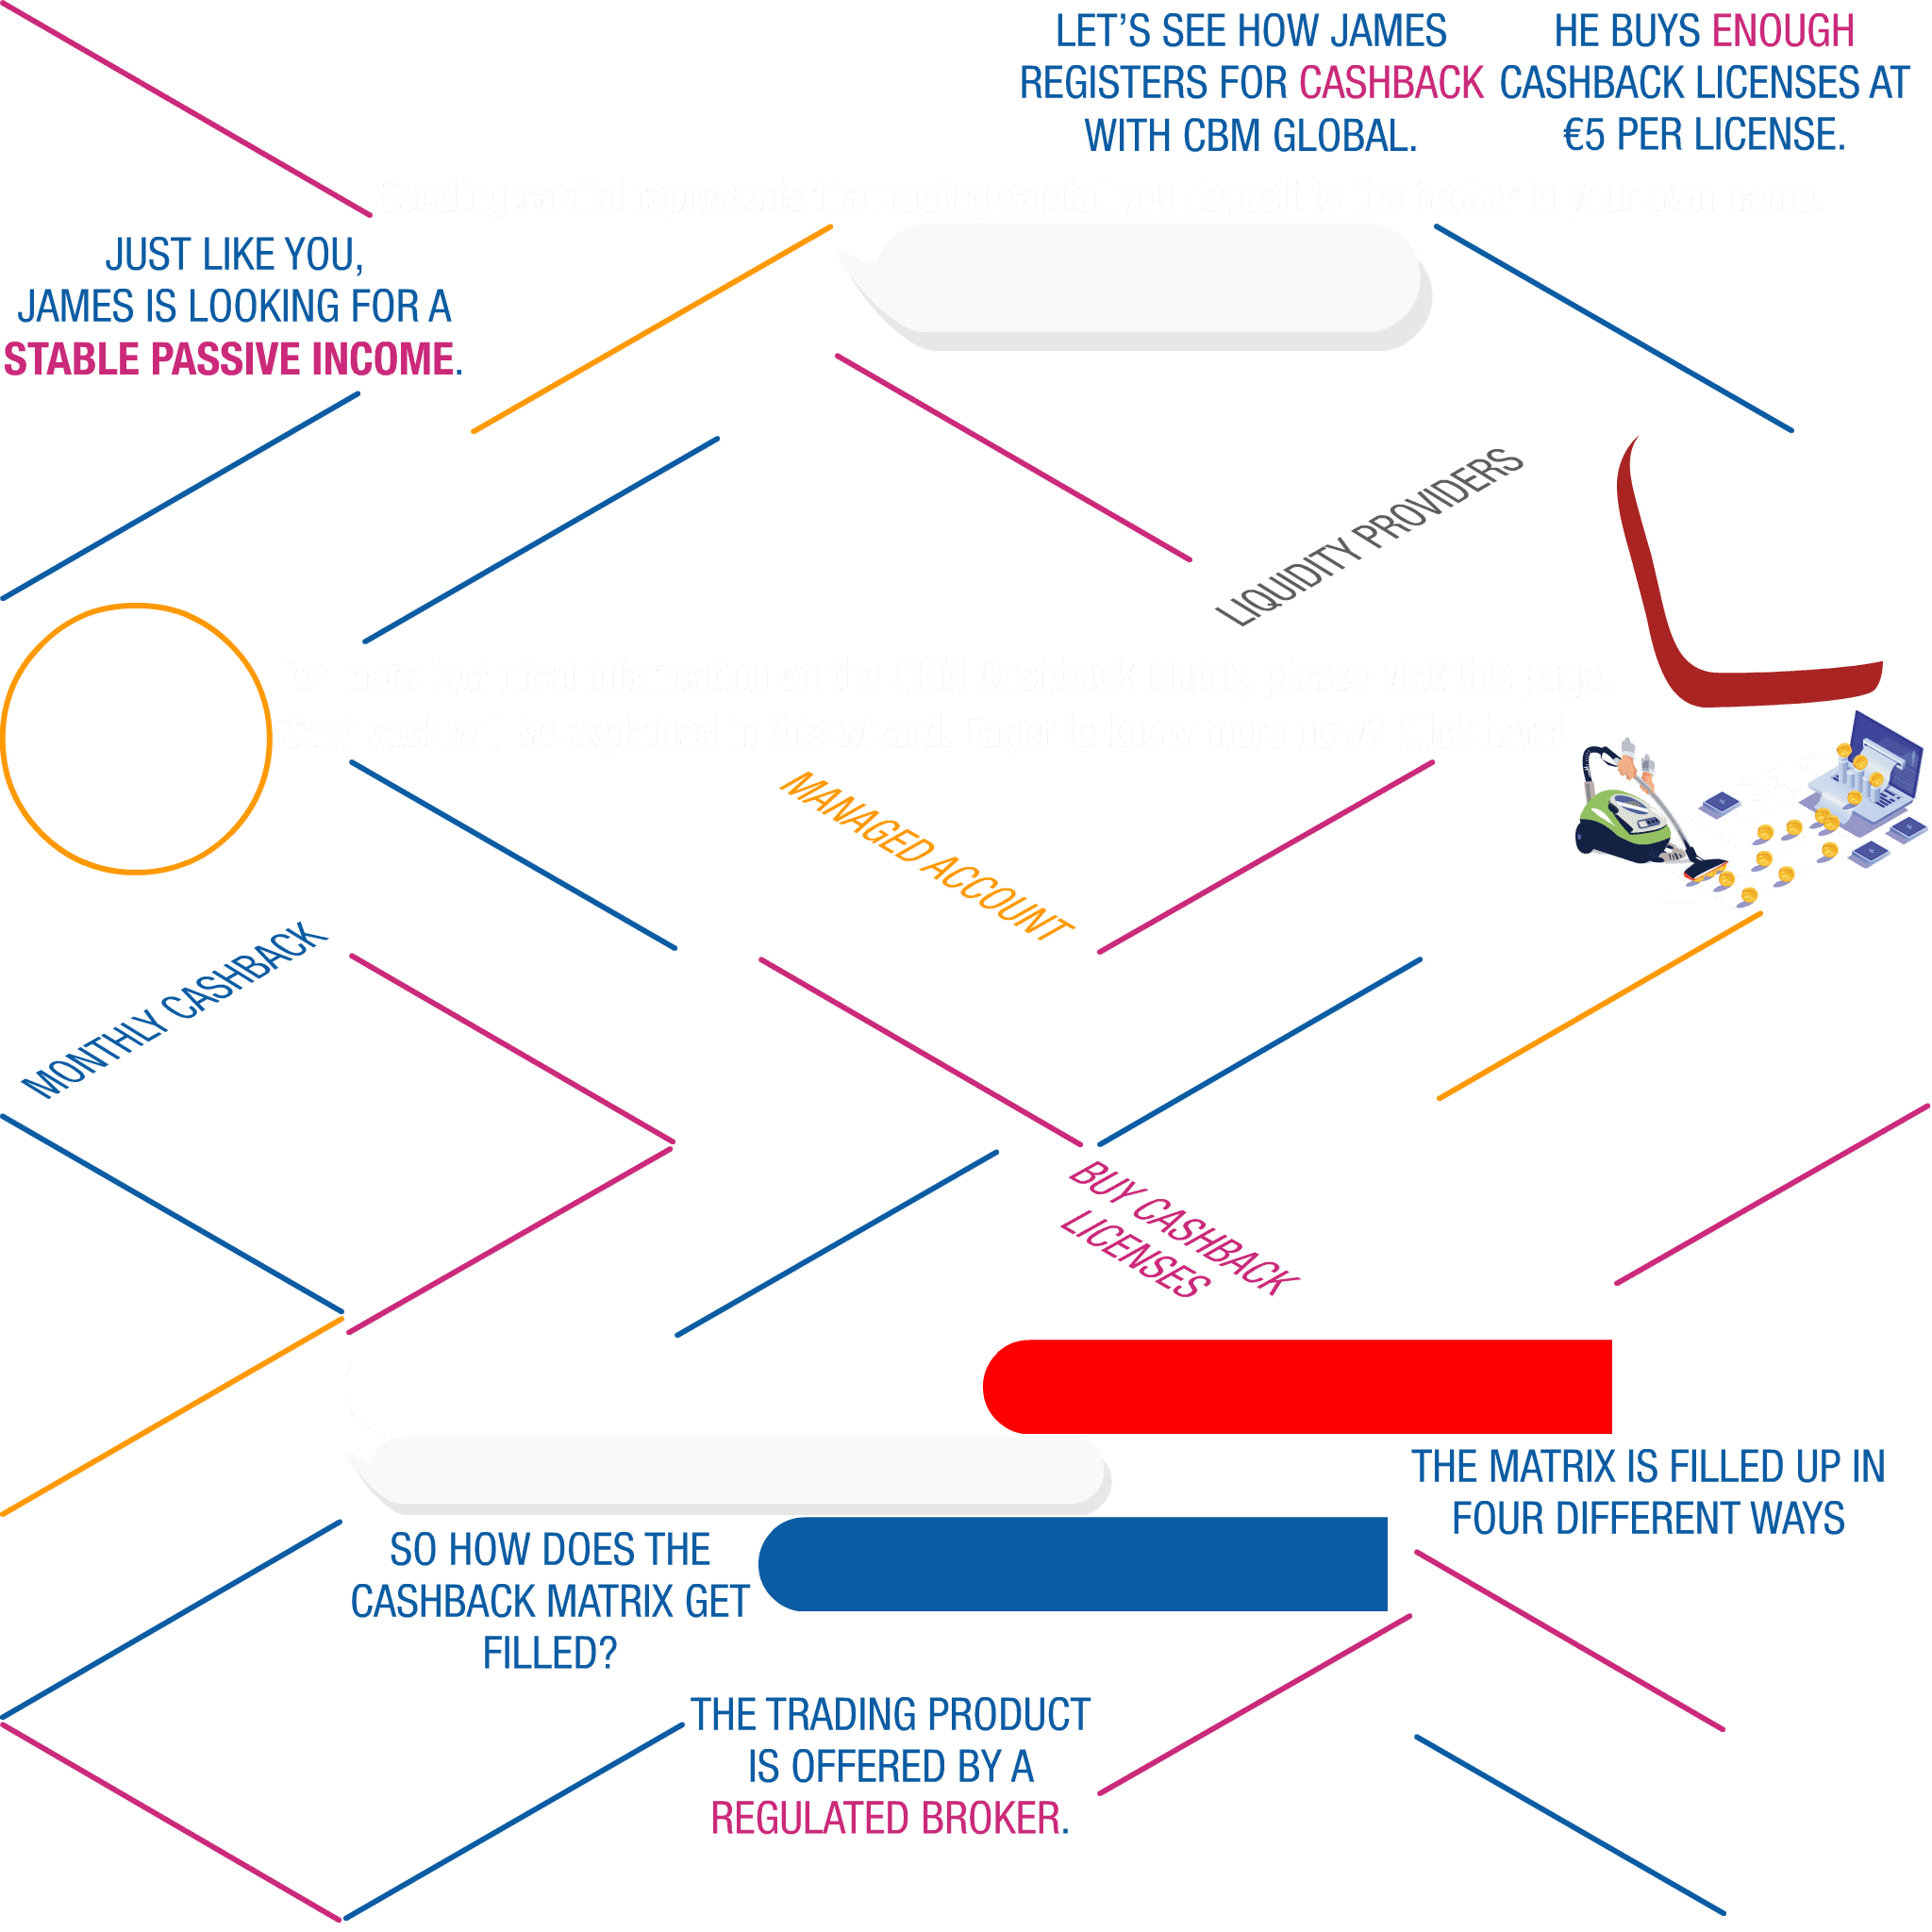 LET'S SEE HOW JAMES
REGISTERS FOR CASHBACK
WITH CBM GLOBAL.
HE BUYS ENOUGH
CASHBACK LICENSES AT
€5 PER LICENSE.
represents the trading capital you deposit to the broker in your own name.
JUST LIKE YOU,
JAMES IS LOOKING FOR A
STABLE PASSIVE INCOME.
LIQUIDITY PROVIDERS
For more technical information on the CBM Cashback Matrix, please visit this page
Cashback will be explained in this wizard. Eager to know more now? Click here!
MANAGED ACCOUNT
MONTHLY CASHBACK
BUY CASHBACK
LICENSES
THE MATRIX IS FILLED UP IN
FOUR DIFFERENT WAYS
SO HOW DOES THE
CASHBACK MATRIX GET
FILLED?
THE TRADING PRODUCT
IS OFFERED BY A
REGULATED BROKER.